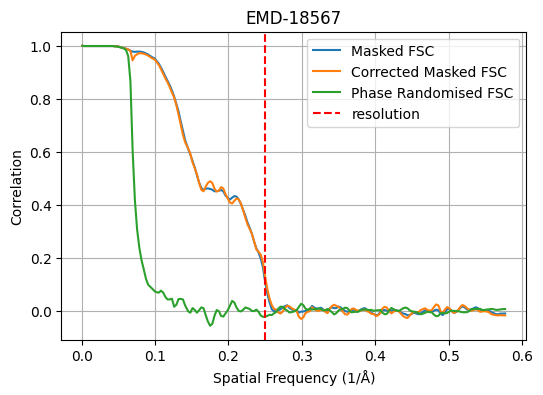 EMD-18567
Masked FSC
Corrected Masked FSC
Phase Randomised FSC
resolution
Correlation
1.0
0.8
0.6
0.4
0.2
0.0
0.0 0.1 0.2 0.3 0.4 0.5 0.6
Spatial Frequency (1/Å)